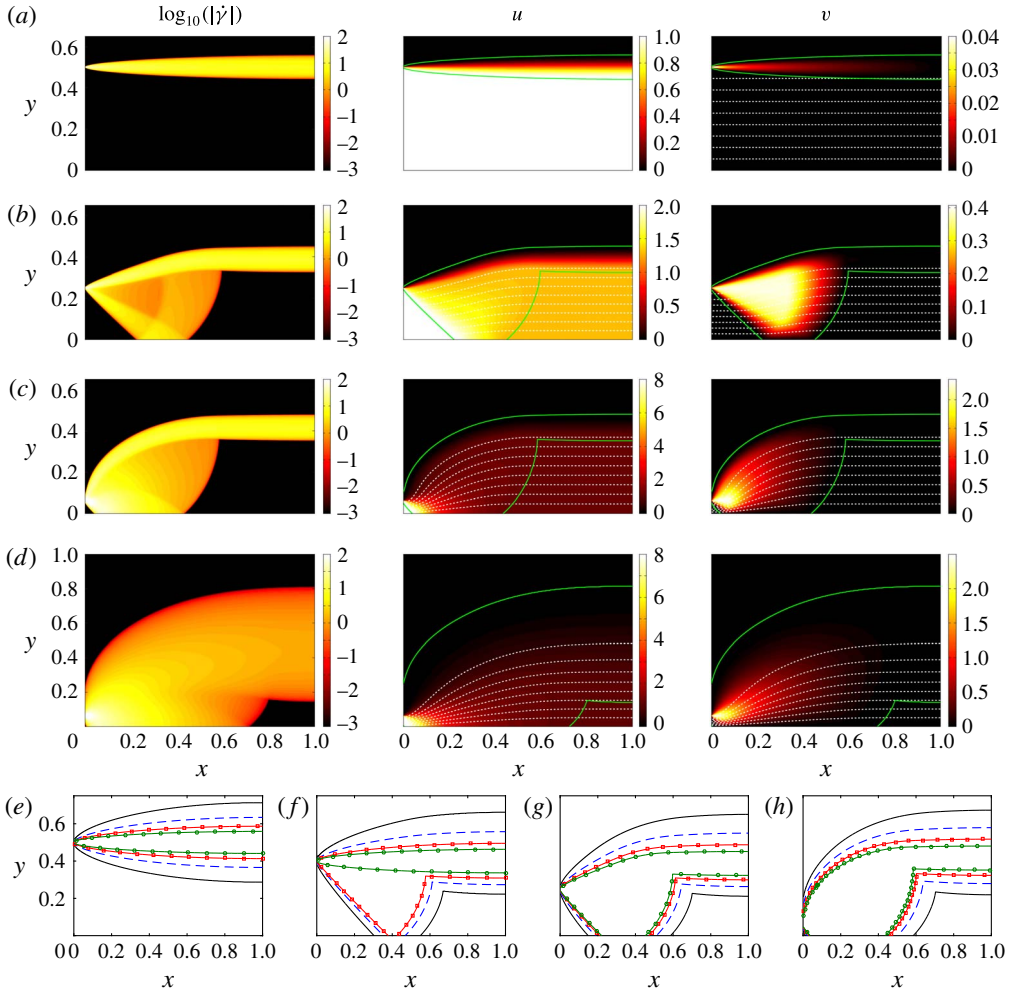 (a) log₁₀(|γ̇|) u v
0.6 2 1.0 0.04
1 0.8 0.03
y 0.4 0 0.6 y 0.02
−1 0.4
0.2 −2 0.2 0.01
0 −3 0 0
(b) 0.6 2 2.0 0.4
1 1.5 0.3
y 0.4 0 1.0 0.2
0.2 −1 0.5 0.1
−2
0 −3 0 0
(c) 0.6 2 8
1 6 2.0
y 0.4 0 4 1.5
−1 1.0
0.2 −2 2 0.5
0 −3 0 0
(d) 1.0 2 8
0.8 1 6 2.0
y 0.6 0 1.5
0.4 −1 4 1.0
0.2 −2 2 0.5
−3 0 0
0 0.2 0.4 0.6 0.8 1.0 0 0.2 0.4 0.6 0.8 1.0 0 0.2 0.4 0.6 0.8 1.0
x x x
(e) (f) (g) (h)
0.6
y 0.4
0.2
0 0 0.2 0.4 0.6 0.8 1.0 0 0.2 0.4 0.6 0.8 1.0 0 0.2 0.4 0.6 0.8 1.0 0 0.2 0.4 0.6 0.8 1.0
x x x x